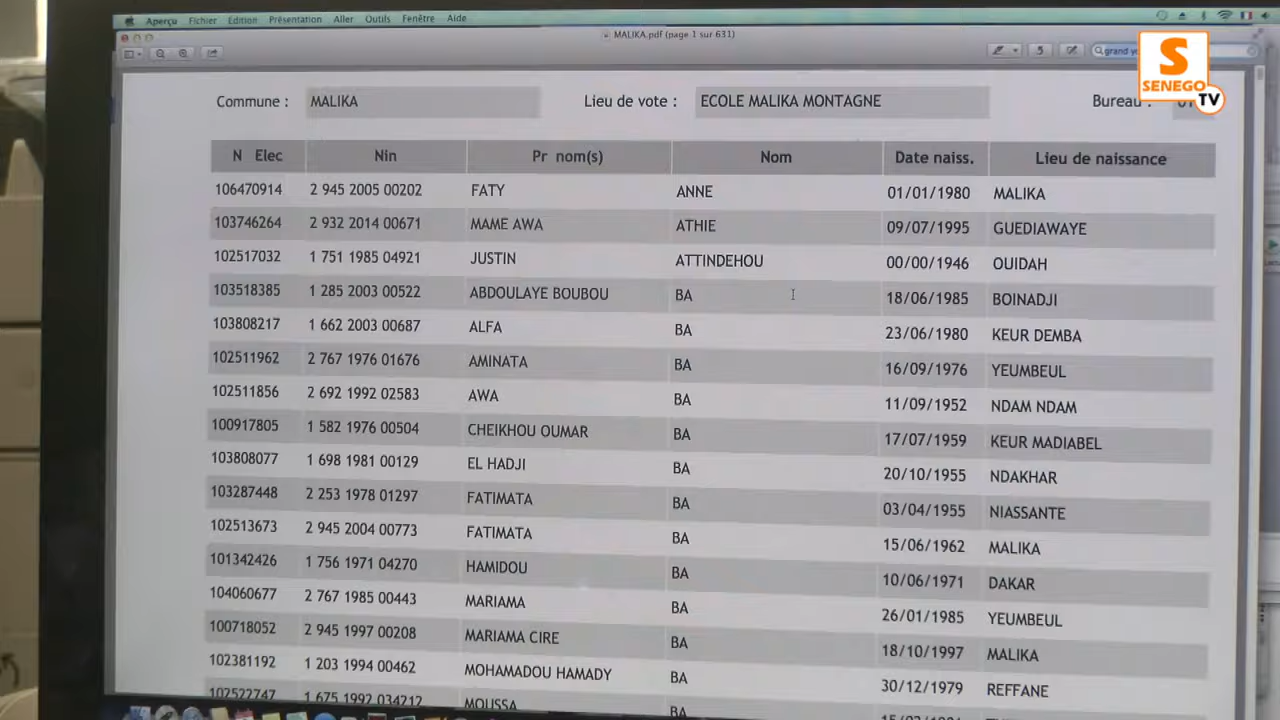 Aperçu Fichier Edition Présentation Aller Outils Fenêtre Aide
MALIKA.pdf (page 1 sur 631)
grand
SENEGO
TV
Commune : MALIKA Lieu de vote : ECOLE MALIKA MONTAGNE Bureau :
N Elec Nin Pr nom(s) Nom Date naiss. Lieu de naissance
106470914 2 945 2005 00202 FATY ANNE 01/01/1980 MALIKA
103746264 2 932 2014 00671 MAME AWA ATHIE 09/07/1995 GUEDIAWAYE
102517032 1 751 1985 04921 JUSTIN ATTINDEHOU 00/00/1946 OUIDAH
103518385 1 285 2003 00522 ABDOULAYE BOUBOU BA 18/06/1985 BOINADJI
103808217 1 662 2003 00687 ALFA BA 23/06/1980 KEUR DEMBA
102511962 2 767 1976 01676 AMINATA BA 16/09/1976 YEUMBEUL
102511856 2 692 1992 02583 AWA BA 11/09/1952 NDAM NDAM
100917805 1 582 1976 00504 CHEIKHOU OUMAR BA 17/07/1959 KEUR MADIABEL
103808077 1 698 1981 00129 EL HADJI BA 20/10/1955 NDAKHAR
103287448 2 253 1978 01297 FATIMATA BA 03/04/1955 NIASSANTE
102513673 2 945 2004 00773 FATIMATA BA 15/06/1962 MALIKA
101342426 1 756 1971 04270 HAMIDOU BA 10/06/1971 DAKAR
104060677 2 767 1985 00443 MARIAMA BA 26/01/1985 YEUMBEUL
100718052 2 945 1997 00208 MARIAMA CIRE BA 18/10/1997 MALIKA
102381192 1 203 1994 00462 MOHAMADOU HAMADY BA 30/12/1979 REFFANE
102522747 1 675 1992 034212 MOUSSA BA